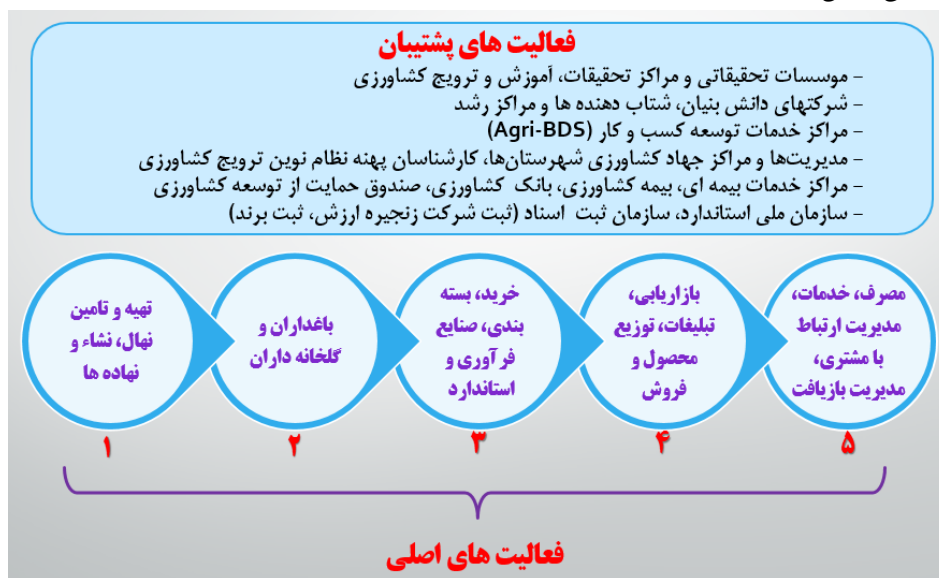 فعالیت های پشتیبان
- موسسات تحقیقاتی و مراکز تحقیقات، آموزش و ترویج کشاورزی
- شرکتهای دانش بنیان، شتاب دهنده ها و مراکز رشد
- مراکز خدمات توسعه کسب و کار (Agri-BDS)
- مدیریت‌ها و مراکز جهاد کشاورزی شهرستان‌ها، کارشناسان پهنه نظام نوین ترویج کشاورزی
- مراکز خدمات بیمه ای، بیمه کشاورزی، بانک کشاورزی، صندوق حمایت از توسعه کشاورزی
- سازمان ملی استاندارد، سازمان ثبت اسناد (ثبت شرکت زنجیره ارزش، ثبت برند)
تهیه و تامین
نهال، نشاء و
نهاده ها
۱
باغداران و
گلخانه داران
۲
خرید، بسته
بندی، صنایع
فرآوری و
استاندارد
۳
بازاریابی،
تبلیغات، توزیع
محصول و
فروش
۴
مصرف، خدمات،
مدیریت ارتباط
با مشتری،
مدیریت بازیافت
۵
فعالیت های اصلی